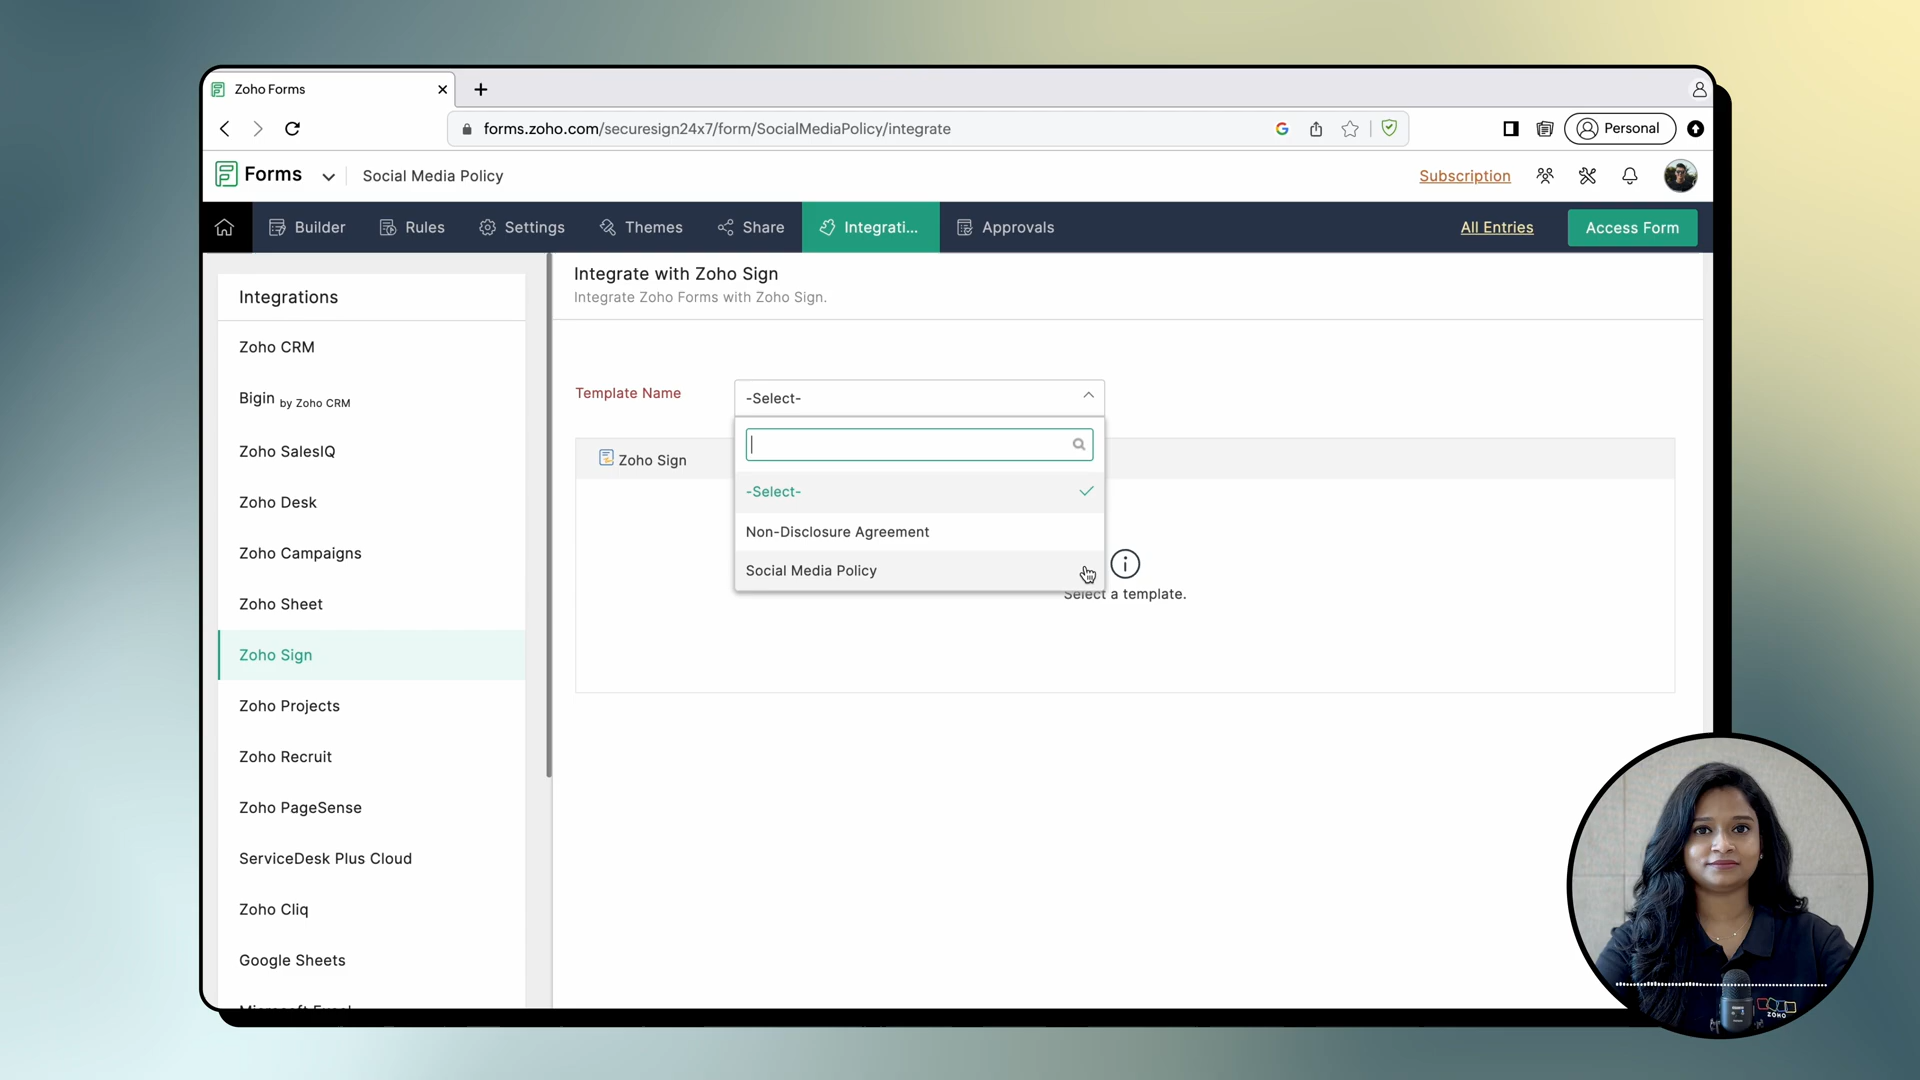 Zoho Forms
forms.zoho.com/securesign24x7/form/SocialMediaPolicy/integrate
Personal
Forms
Social Media Policy
Subscription
Builder
Rules
Settings
Themes
Share
Integrati...
Approvals
All Entries
Access Form
Integrations
Zoho CRM
Bigin by Zoho CRM
Zoho SalesIQ
Zoho Desk
Zoho Campaigns
Zoho Sheet
Zoho Sign
Zoho Projects
Zoho Recruit
Zoho PageSense
ServiceDesk Plus Cloud
Zoho Cliq
Google Sheets
Microsoft Excel
Integrate with Zoho Sign
Integrate Zoho Forms with Zoho Sign.
Template Name
-Select-
Zoho Sign
-Select-
Non-Disclosure Agreement
Social Media Policy
Select a template.
ZOHO